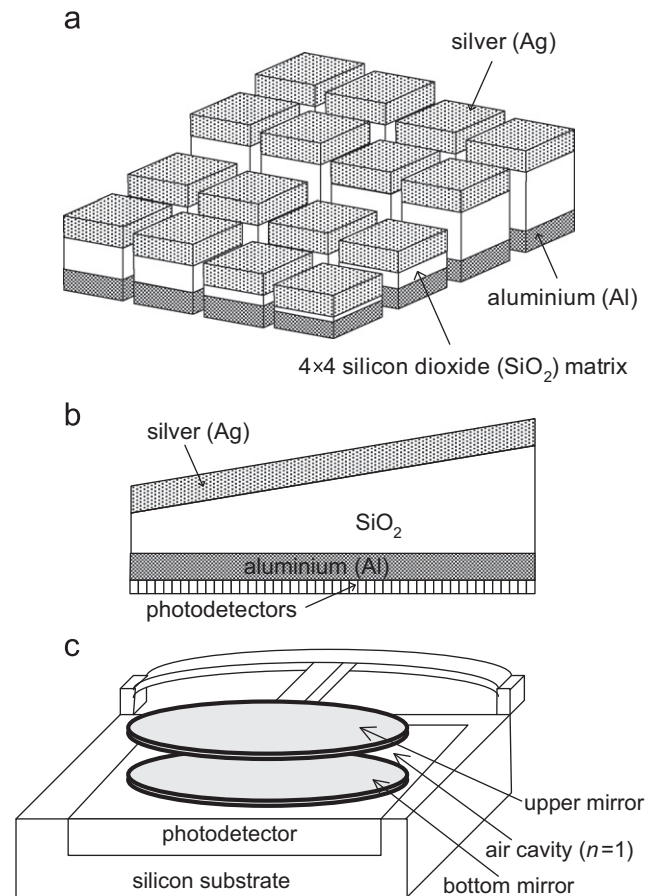 a
silver (Ag)
aluminium (Al)
4×4 silicon dioxide (SiO₂) matrix
b
silver (Ag)
SiO₂
aluminium (Al)
photodetectors
c
upper mirror
photodetector
air cavity (n=1)
silicon substrate
bottom mirror